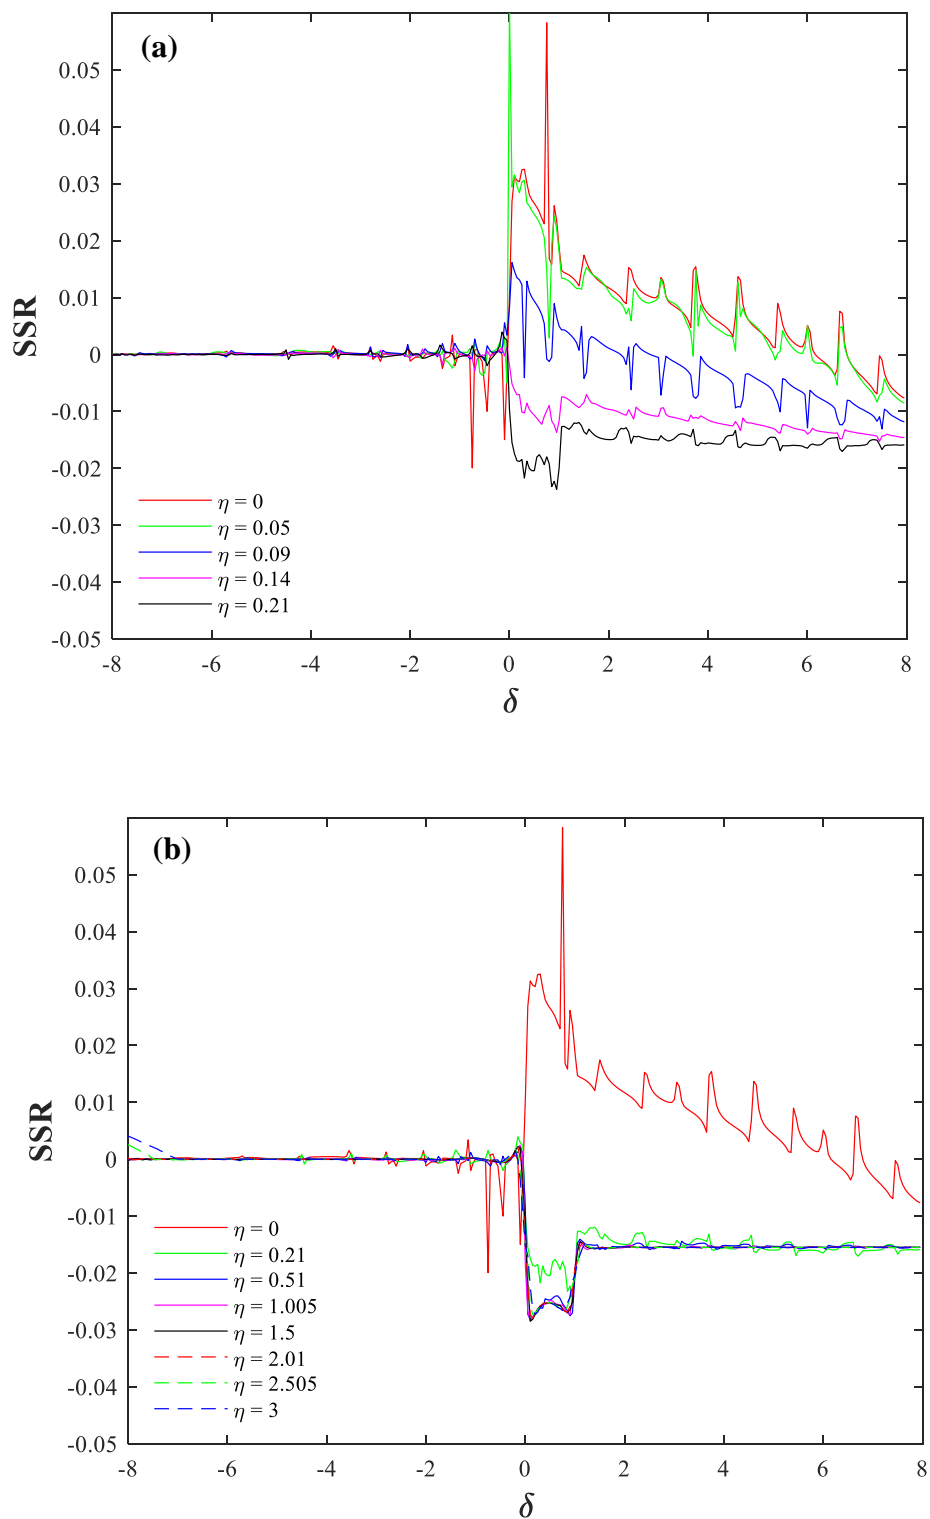 (a)
0.05
0.04
0.03
0.02
0.01
0
-0.01
-0.02
-0.03
-0.04
-0.05
SSR
η = 0
η = 0.05
η = 0.09
η = 0.14
η = 0.21
-8 -6 -4 -2 0 2 4 6 8
δ
(b)
0.05
0.04
0.03
0.02
0.01
0
-0.01
-0.02
-0.03
-0.04
-0.05
SSR
η = 0
η = 0.21
η = 0.51
η = 1.005
η = 1.5
η = 2.01
η = 2.505
η = 3
-8 -6 -4 -2 0 2 4 6 8
δ